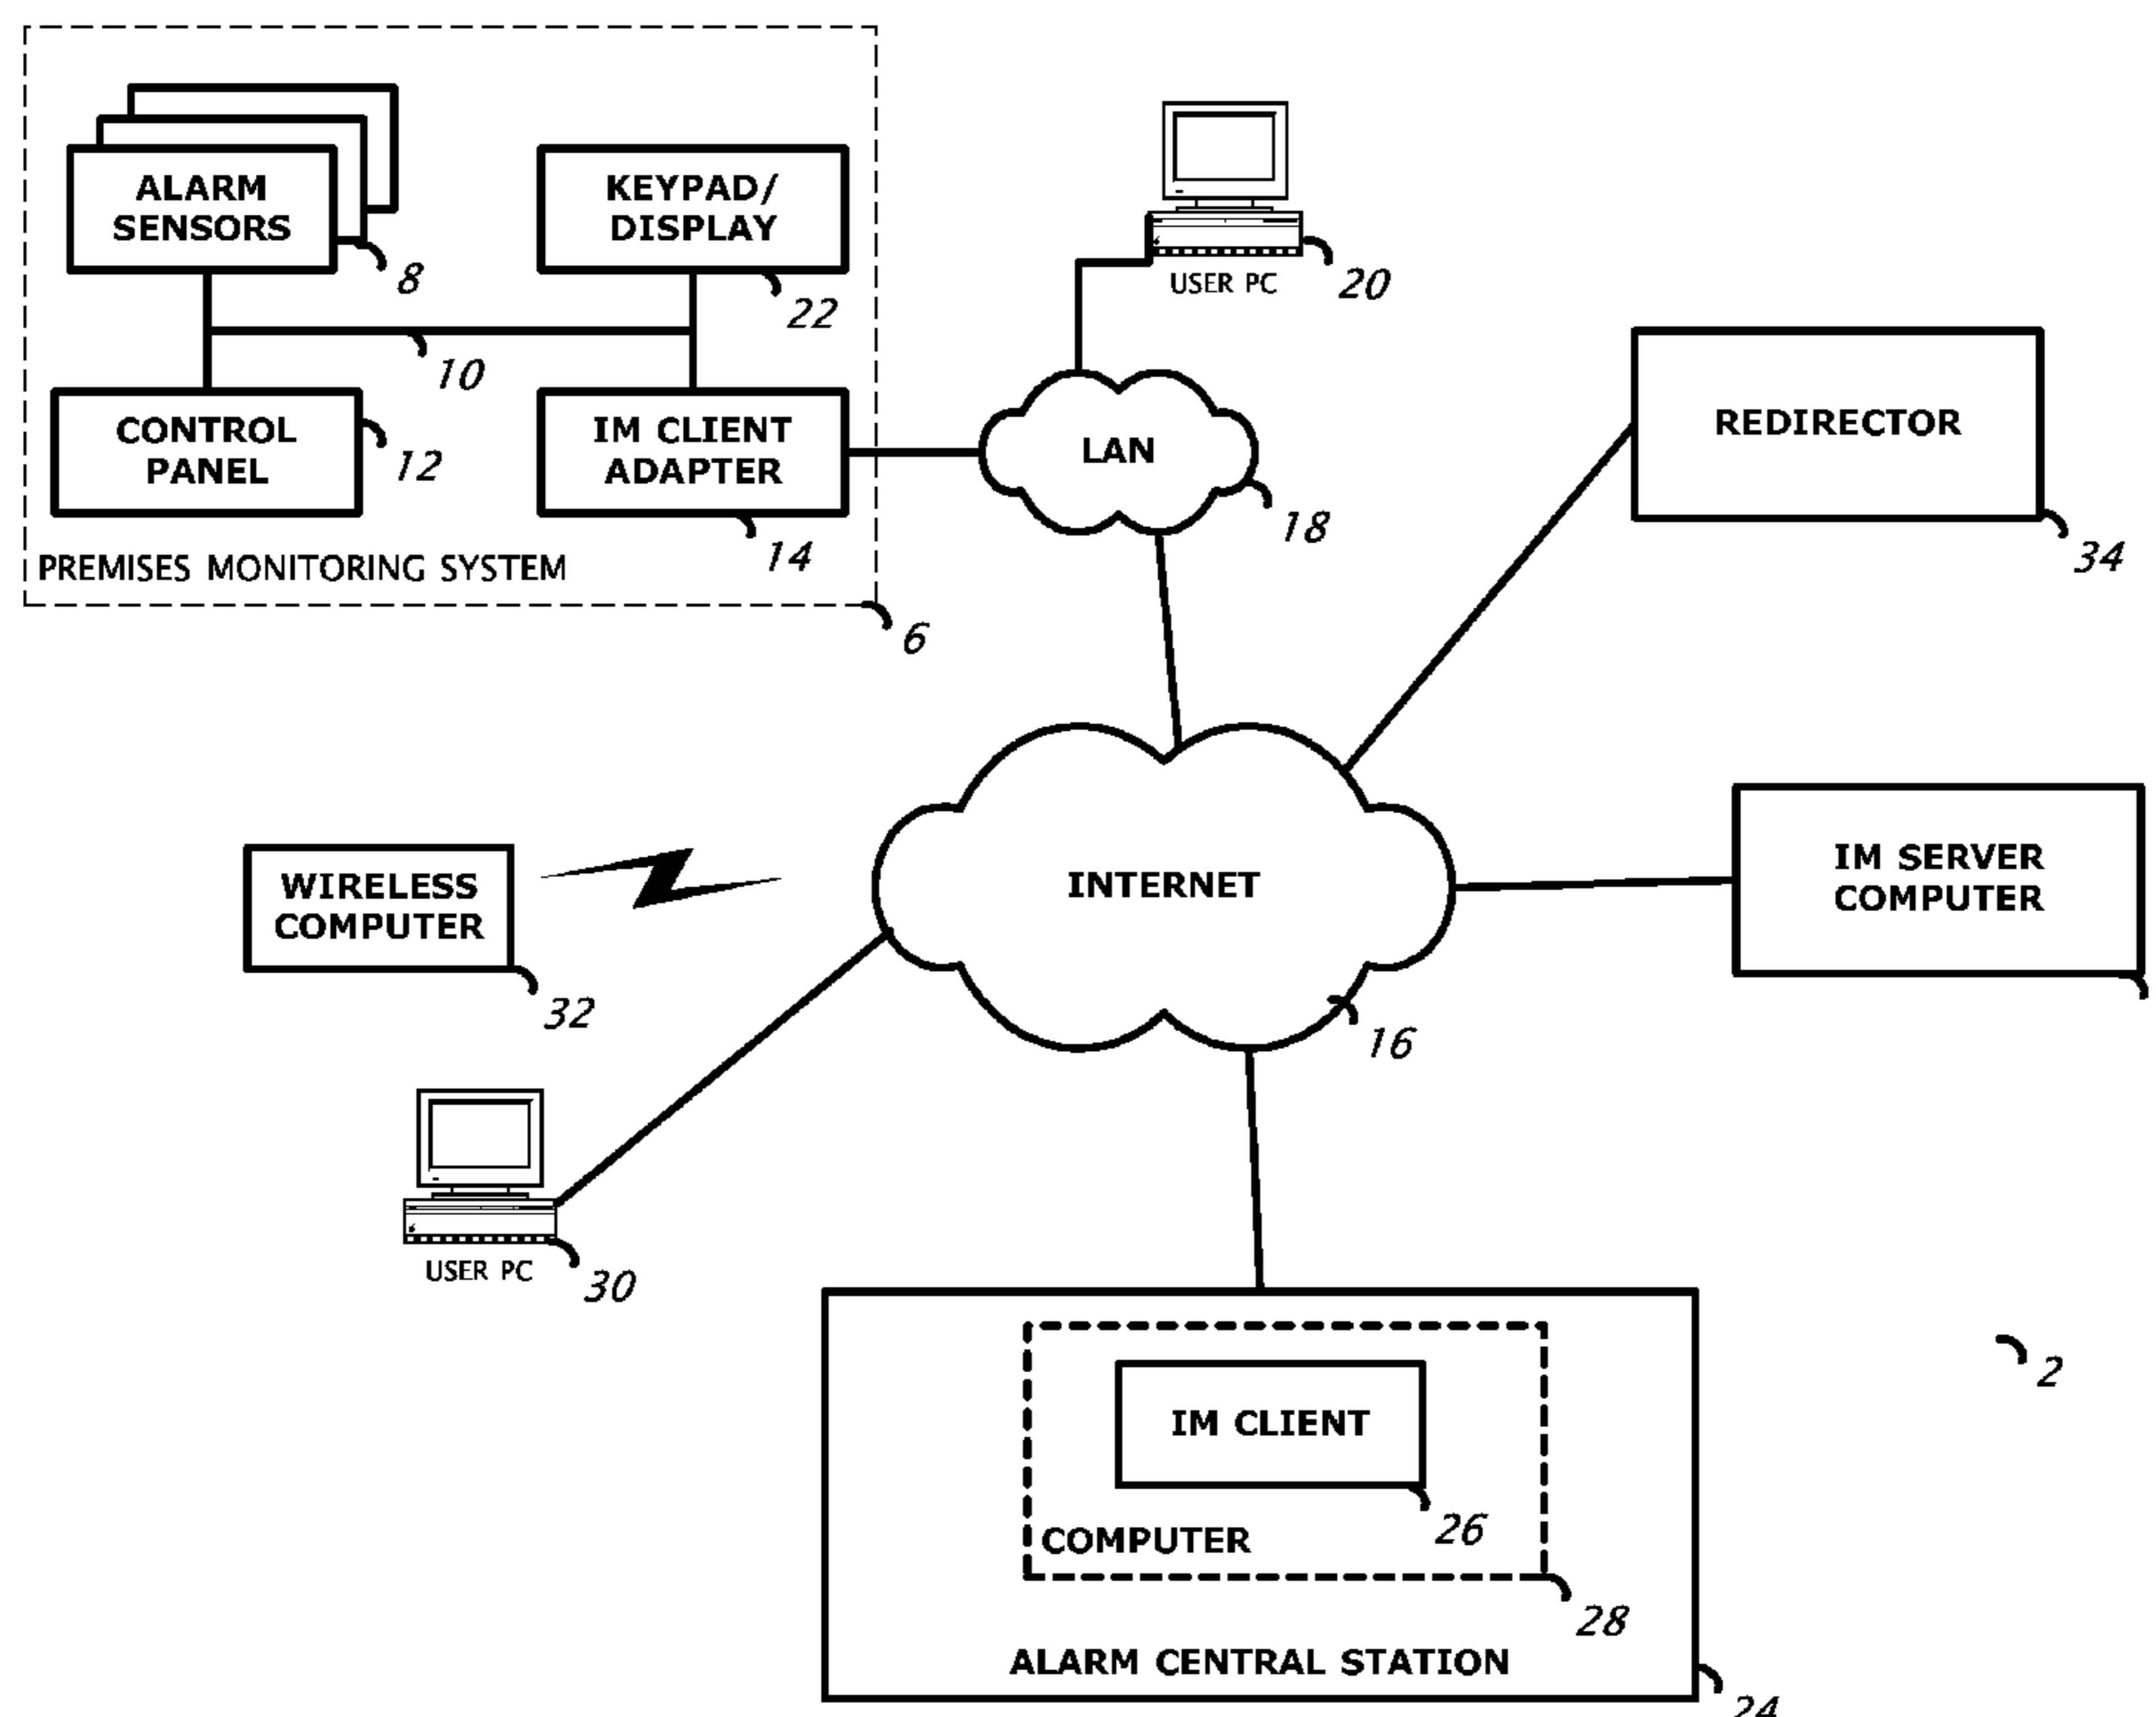 ALARM
SENSORS
8
KEYPAD/
DISPLAY
22
10
CONTROL
PANEL
12
IM CLIENT
ADAPTER
14
PREMISES MONITORING SYSTEM
6
USER PC
20
LAN
18
REDIRECTOR
34
WIRELESS
COMPUTER
32
INTERNET
16
IM SERVER
COMPUTER
USER PC
30
IM CLIENT
26
COMPUTER
28
ALARM CENTRAL STATION
24
2